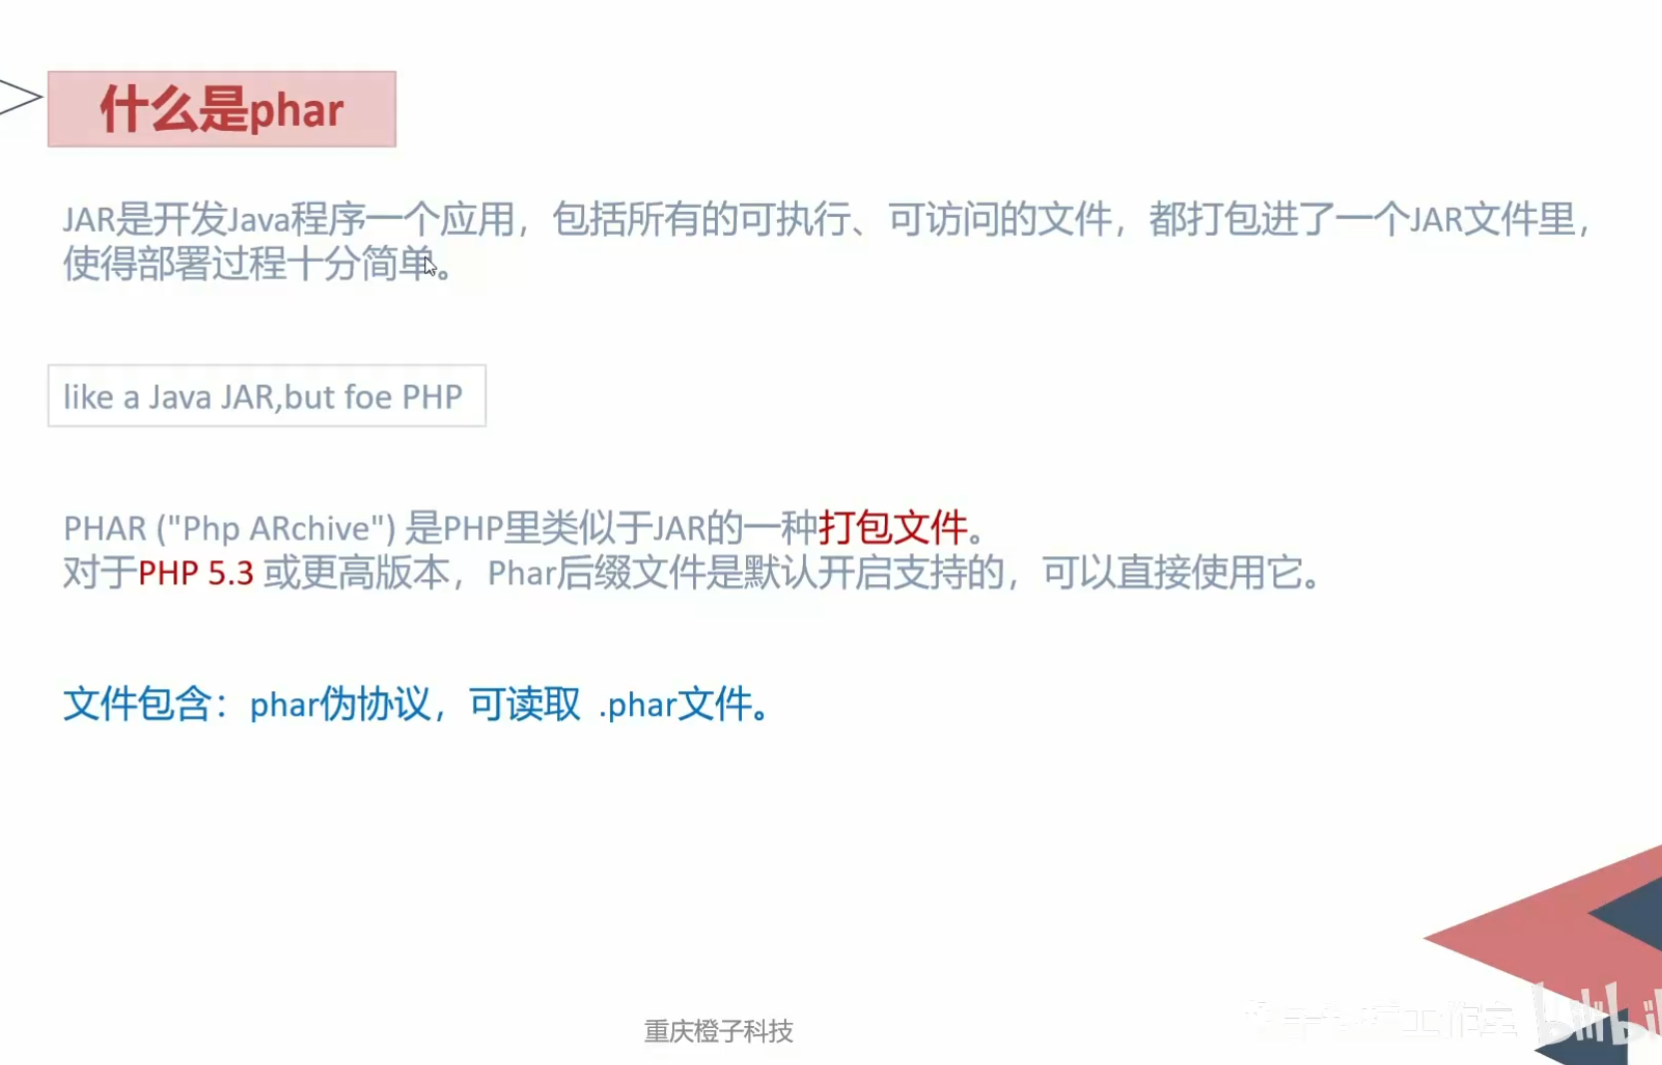 什么是phar
JAR是开发Java程序一个应用，包括所有的可执行、可访问的文件，都打包进了一个JAR文件里，
使得部署过程十分简单。
like a Java JAR,but foe PHP
PHAR ("Php ARchive") 是PHP里类似于JAR的一种打包文件。
对于PHP 5.3 或更高版本，Phar后缀文件是默认开启支持的，可以直接使用它。
文件包含：phar伪协议，可读取 .phar文件。
重庆橙子科技